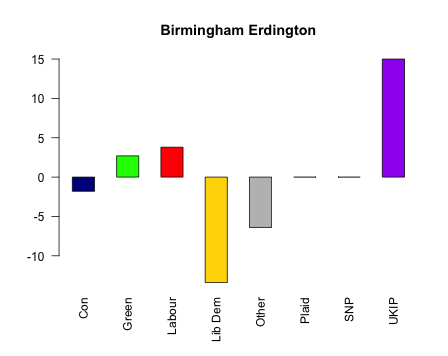 Birmingham Erdington
15
10
5
0
-5
-10
Con
Green
Labour
Lib Dem
Other
Plaid
SNP
UKIP